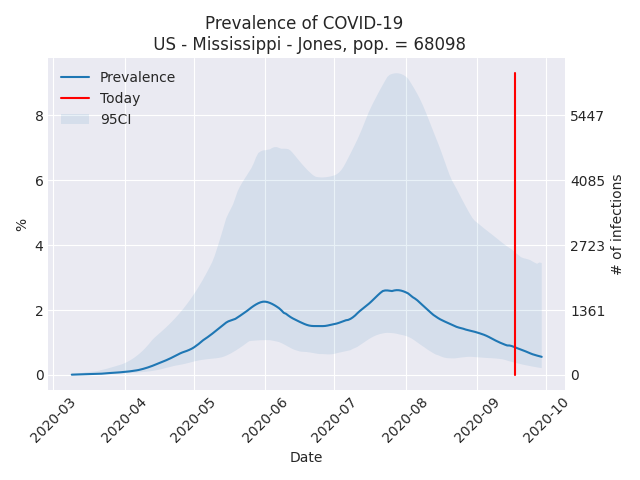 Prevalence of COVID-19
US - Mississippi - Jones, pop. = 68098
Prevalence
Today
95CI
%
8
6
4
2
0
5447
4085
2723
1361
0
# of infections
2020-03
2020-04
2020-05
2020-06
2020-07
2020-08
2020-09
2020-10
Date